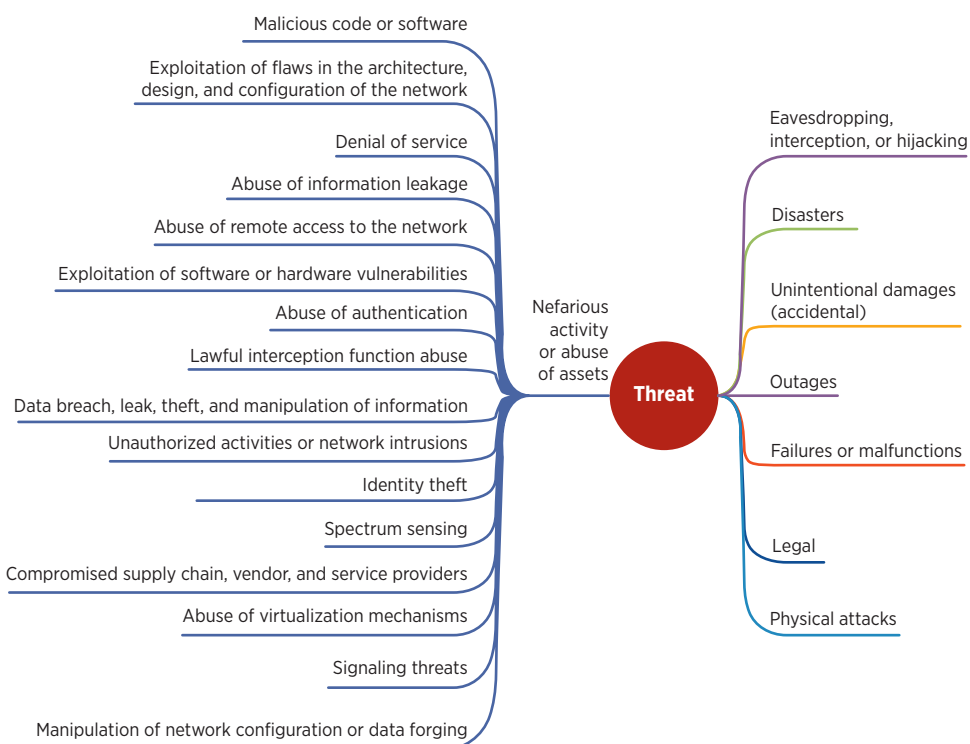 Malicious code or software
Exploitation of flaws in the architecture,
design, and configuration of the network
Denial of service
Abuse of information leakage
Abuse of remote access to the network
Exploitation of software or hardware vulnerabilities
Abuse of authentication
Lawful interception function abuse
Data breach, leak, theft, and manipulation of information
Unauthorized activities or network intrusions
Identity theft
Spectrum sensing
Compromised supply chain, vendor, and service providers
Abuse of virtualization mechanisms
Signaling threats
Manipulation of network configuration or data forging
Nefarious
activity
or abuse
of assets
Threat
Eavesdropping,
interception, or hijacking
Disasters
Unintentional damages
(accidental)
Outages
Failures or malfunctions
Legal
Physical attacks